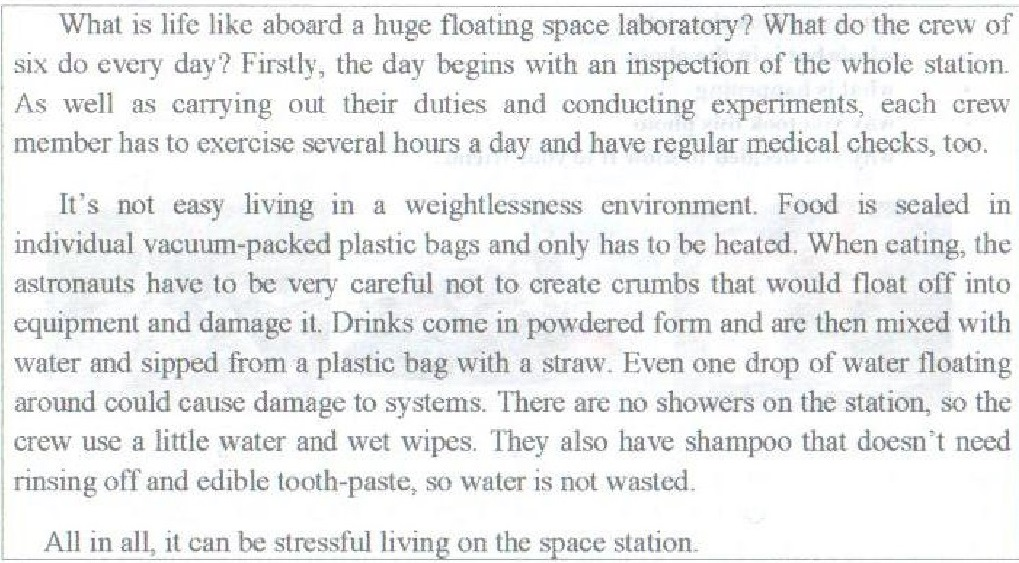 What is life like aboard a huge floating space laboratory? What do the crew of
six do every day? Firstly, the day begins with an inspection of the whole station.
As well as carrying out their duties and conducting experiments, each crew
member has to exercise several hours a day and have regular medical checks, too.
It's not easy living in a weightlessness environment. Food is sealed in
individual vacuum-packed plastic bags and only has to be heated. When eating, the
astronauts have to be very careful not to create crumbs that would float off into
equipment and damage it. Drinks come in powdered form and are then mixed with
water and sipped from a plastic bag with a straw. Even one drop of water floating
around could cause damage to systems. There are no showers on the station, so the
crew use a little water and wet wipes. They also have shampoo that doesn't need
rinsing off and edible tooth-paste, so water is not wasted.
All in all, it can be stressful living on the space station.